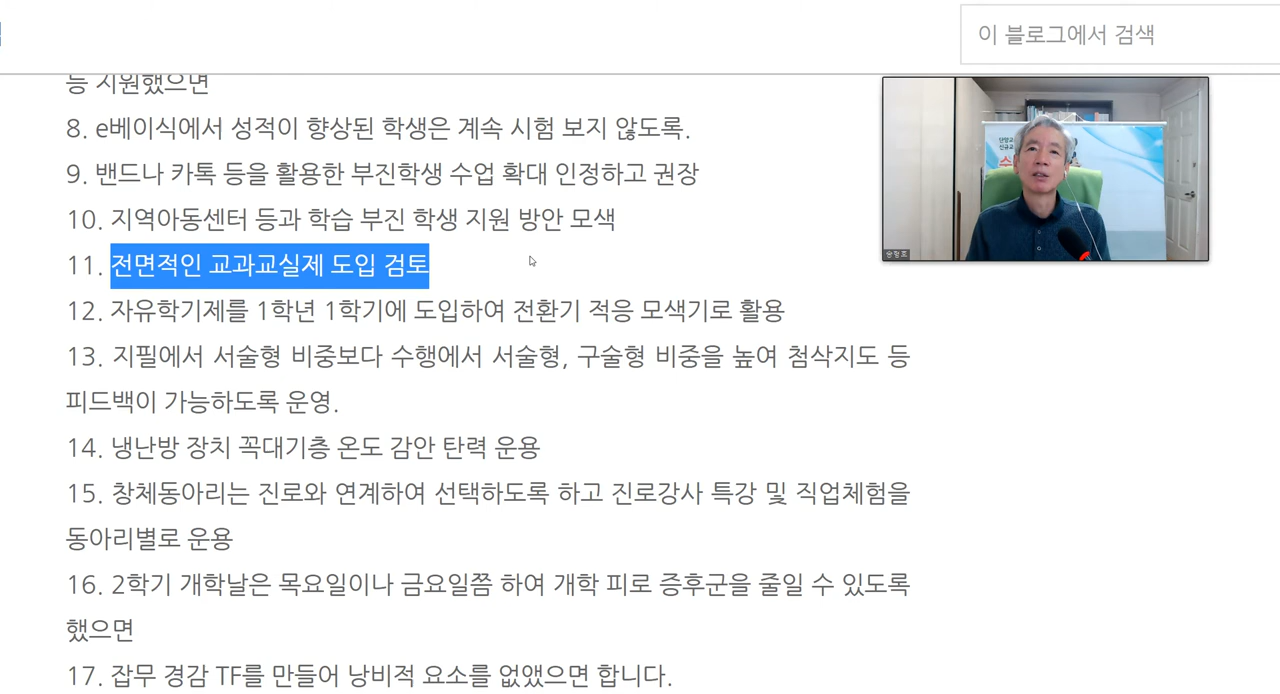 이 블로그에서 검색
등 지원했으면
8. e베이식에서 성적이 향상된 학생은 계속 시험 보지 않도록.
9. 밴드나 카톡 등을 활용한 부진학생 수업 확대 인정하고 권장
10. 지역아동센터 등과 학습 부진 학생 지원 방안 모색
11. 전면적인 교과교실제 도입 검토
12. 자유학기제를 1학년 1학기에 도입하여 전환기 적응 모색기로 활용
13. 지필에서 서술형 비중보다 수행에서 서술형, 구술형 비중을 높여 첨삭지도 등
피드백이 가능하도록 운영.
14. 냉난방 장치 꼭대기층 온도 감안 탄력 운용
15. 창체동아리는 진로와 연계하여 선택하도록 하고 진로강사 특강 및 직업체험을
동아리별로 운용
16. 2학기 개학날은 목요일이나 금요일쯤 하여 개학 피로 증후군을 줄일 수 있도록
했으면
17. 잡무 경감 TF를 만들어 낭비적 요소를 없앴으면 합니다.